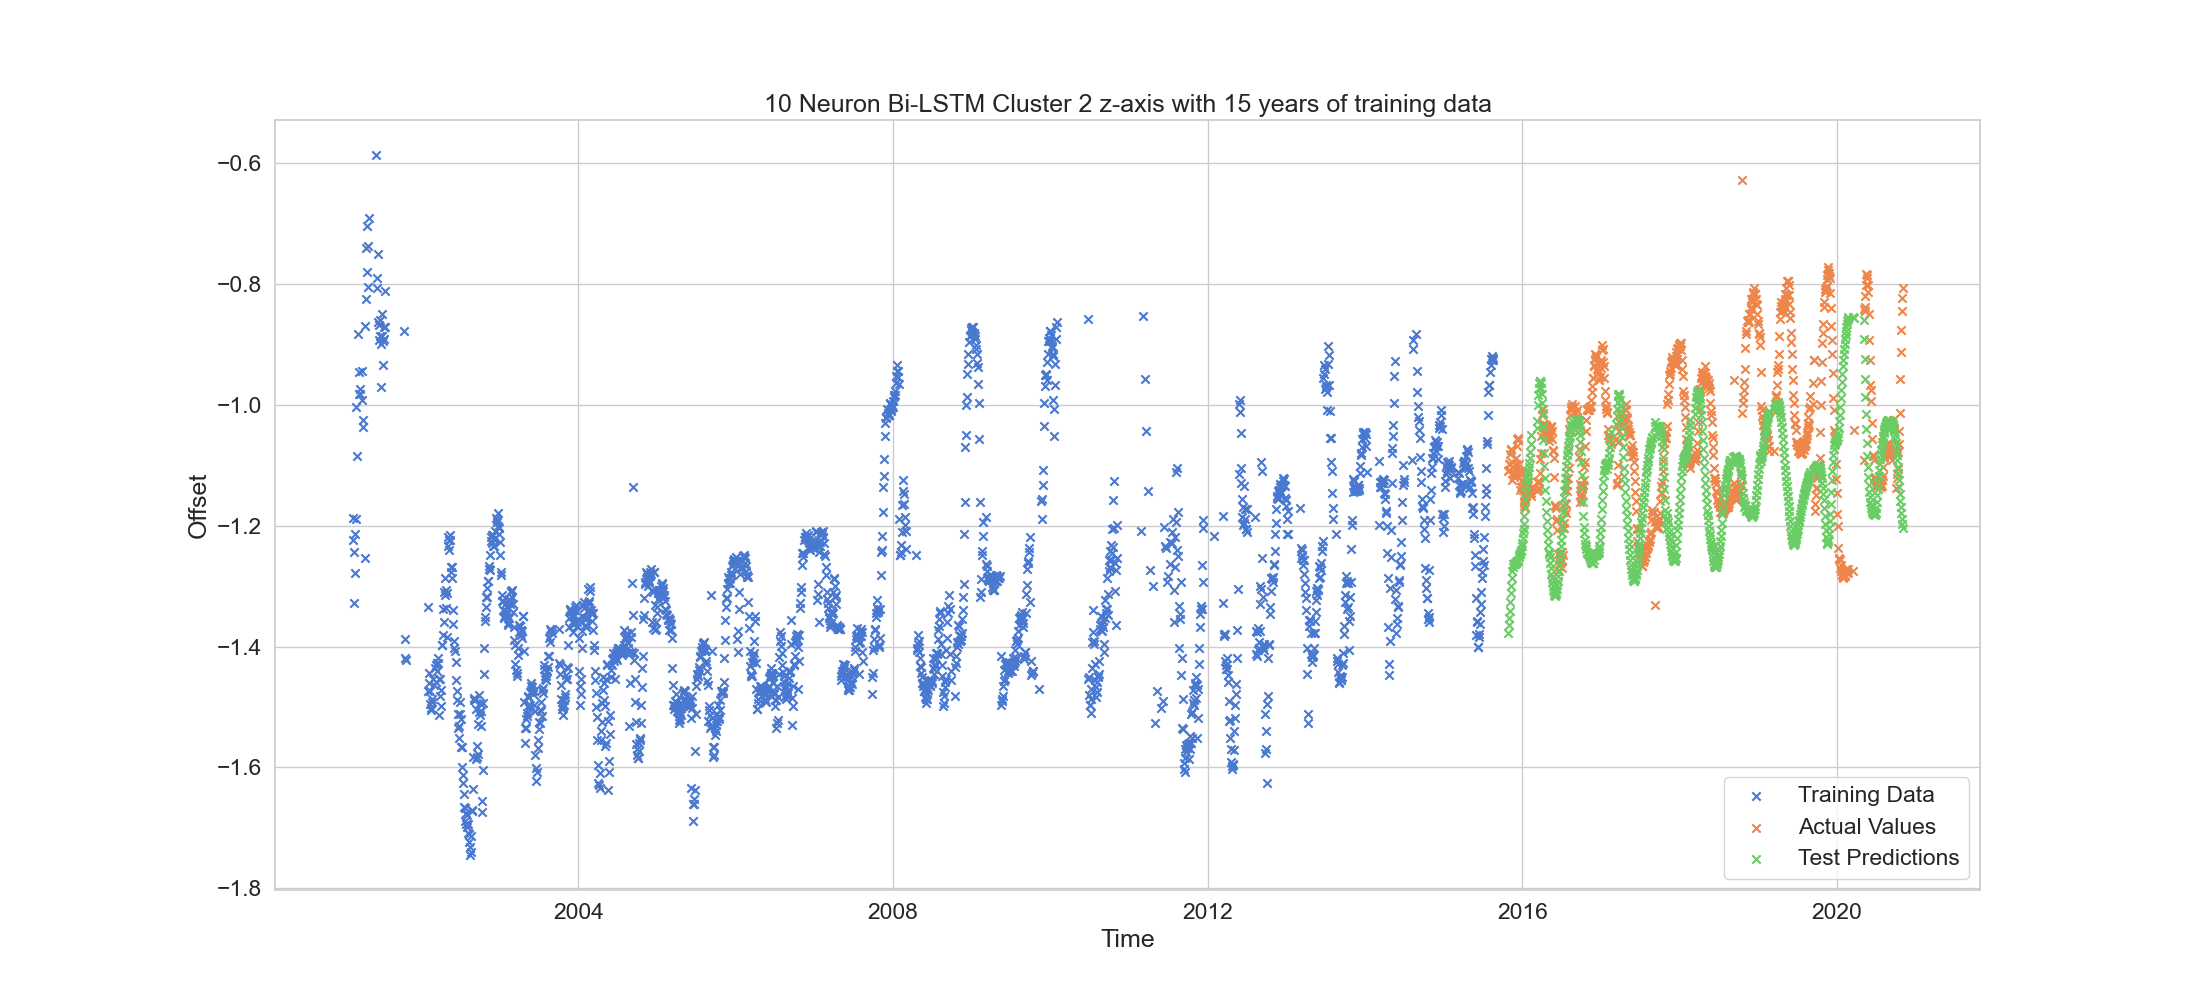 10 Neuron Bi-LSTM Cluster 2 z-axis with 15 years of training data
−0.6
−0.8
−1.0
−1.2
−1.4
−1.6
−1.8
Offset
2004
2008
2012
2016
2020
Time
Training Data
Actual Values
Test Predictions